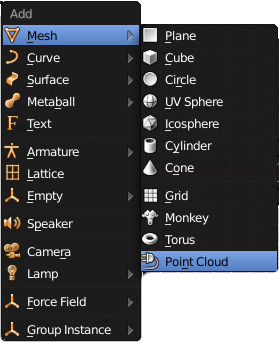 Add
Mesh
Curve
Surface
Metaball
Text
Armature
Lattice
Empty
Speaker
Camera
Lamp
Force Field
Group Instance
Plane
Cube
Circle
UV Sphere
Icosphere
Cylinder
Cone
Grid
Monkey
Torus
Point Cloud